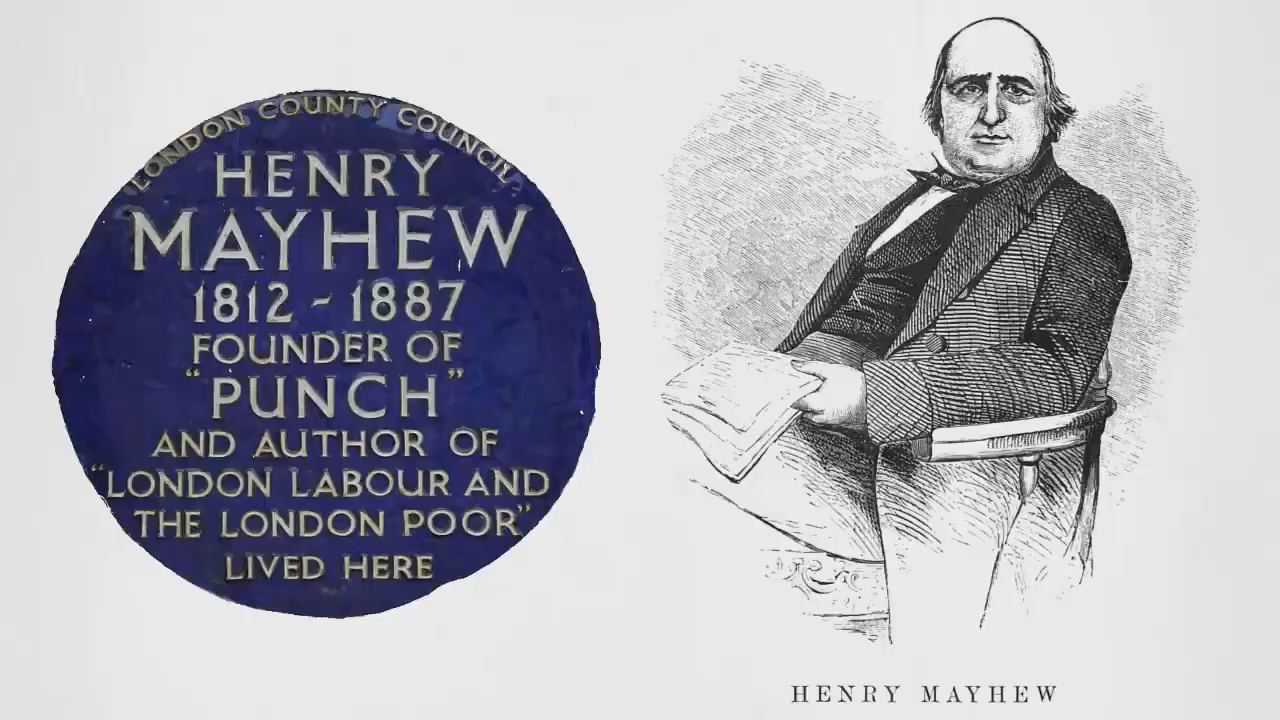 LONDON COUNTY COUNCIL
HENRY
MAYHEW
1812 - 1887
FOUNDER OF
“PUNCH”
AND AUTHOR OF
“LONDON LABOUR AND
THE LONDON POOR”
LIVED HERE
HENRY MAYHEW